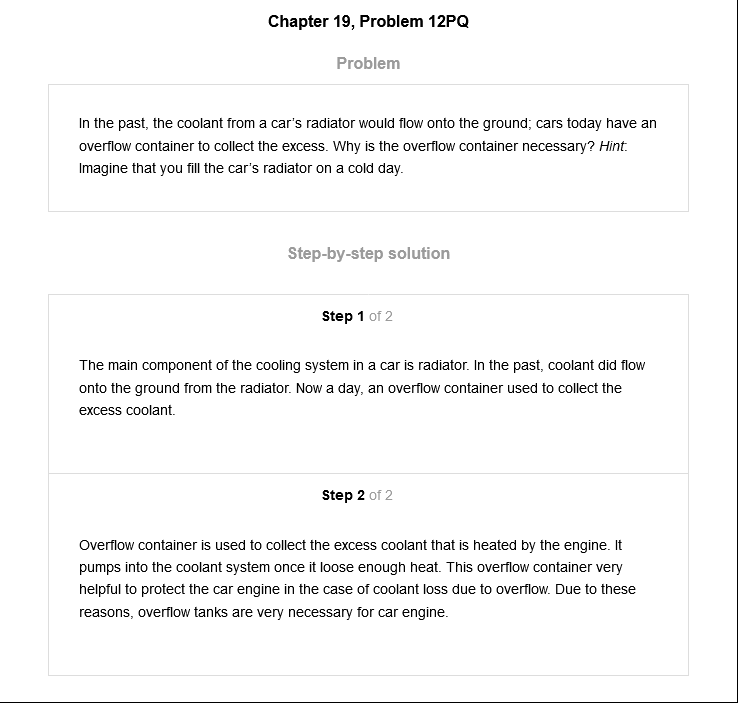 Chapter 19, Problem 12PQ
Problem
In the past, the coolant from a car's radiator would flow onto the ground; cars today have an
overflow container to collect the excess. Why is the overflow container necessary? Hint:
Imagine that you fill the car's radiator on a cold day.
Step-by-step solution
Step 1 of 2
The main component of the cooling system in a car is radiator. In the past, coolant did flow
onto the ground from the radiator. Now a day, an overflow container used to collect the
excess coolant.
Step 2 of 2
Overflow container is used to collect the excess coolant that is heated by the engine. It
pumps into the coolant system once it loose enough heat. This overflow container very
helpful to protect the car engine in the case of coolant loss due to overflow. Due to these
reasons, overflow tanks are very necessary for car engine.